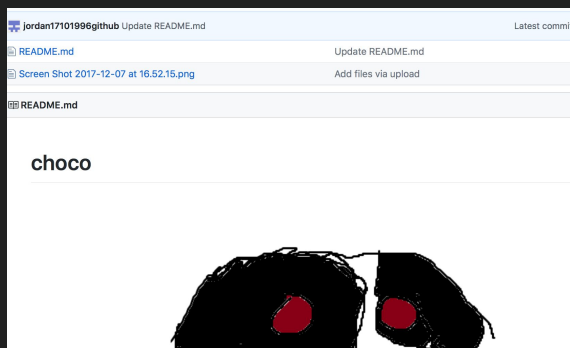 jordan17101996github Update README.md Latest commi
README.md Update README.md
Screen Shot 2017-12-07 at 16.52.15.png Add files via upload
README.md
choco